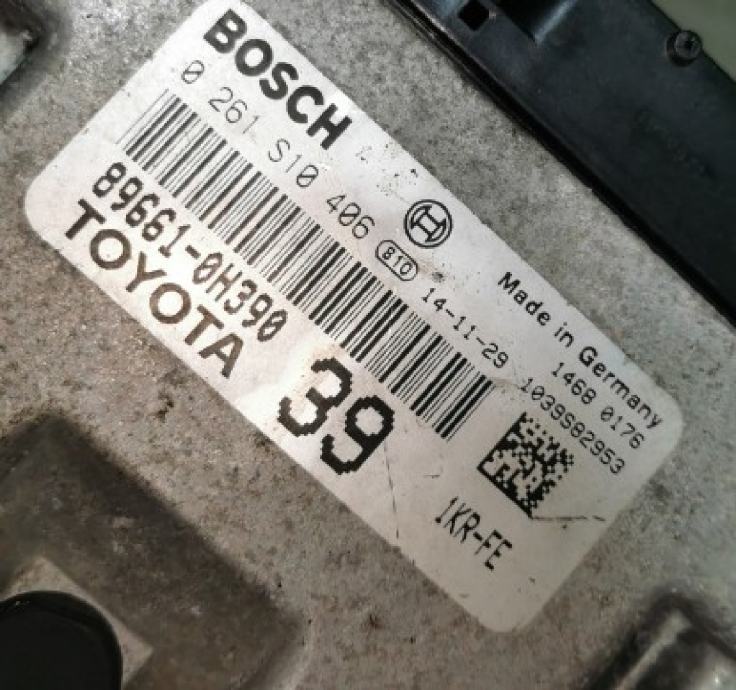 BOSCH
0 261 S10 406 810 14-11-29 1039S82953
Made in Germany
1468 0176
89661-0H390
TOYOTA
39
1KR-FE